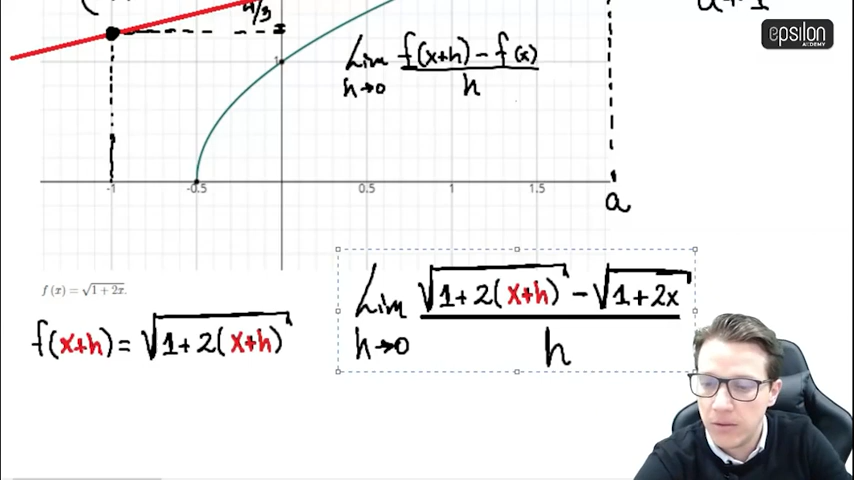 4/3
a+1
epsilon
ACADEMY
Lim f(x+h) - f(x)
h→0 h
1
-1 -0.5 0 0.5 1 1.5
a
f (x) = √1 + 2x.
f(x+h) = √1+2(x+h)
Lim √1+2(x+h) - √1+2x
h→0 h